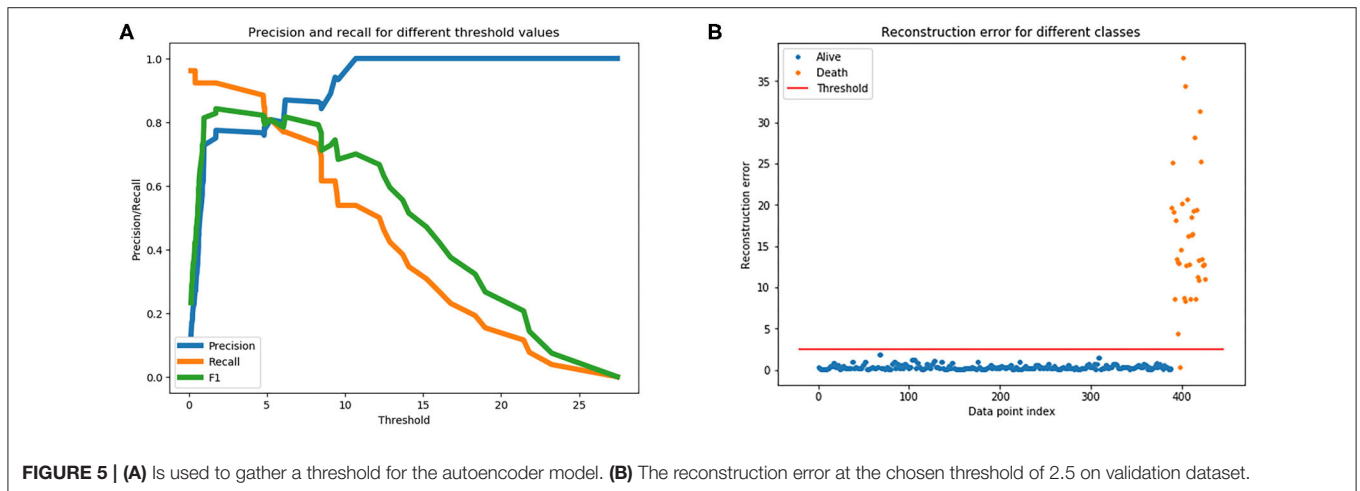 A
Precision and recall for different threshold values
1.0
0.8
0.6
0.4
0.2
0.0
Precision/Recall
Precision
Recall
F1
0
5
10
15
20
25
Threshold
B
Reconstruction error for different classes
Alive
Death
Threshold
35
30
25
20
15
10
5
0
Reconstruction error
0
100
200
300
400
Data point index
FIGURE 5 | (A) Is used to gather a threshold for the autoencoder model. (B) The reconstruction error at the chosen threshold of 2.5 on validation dataset.